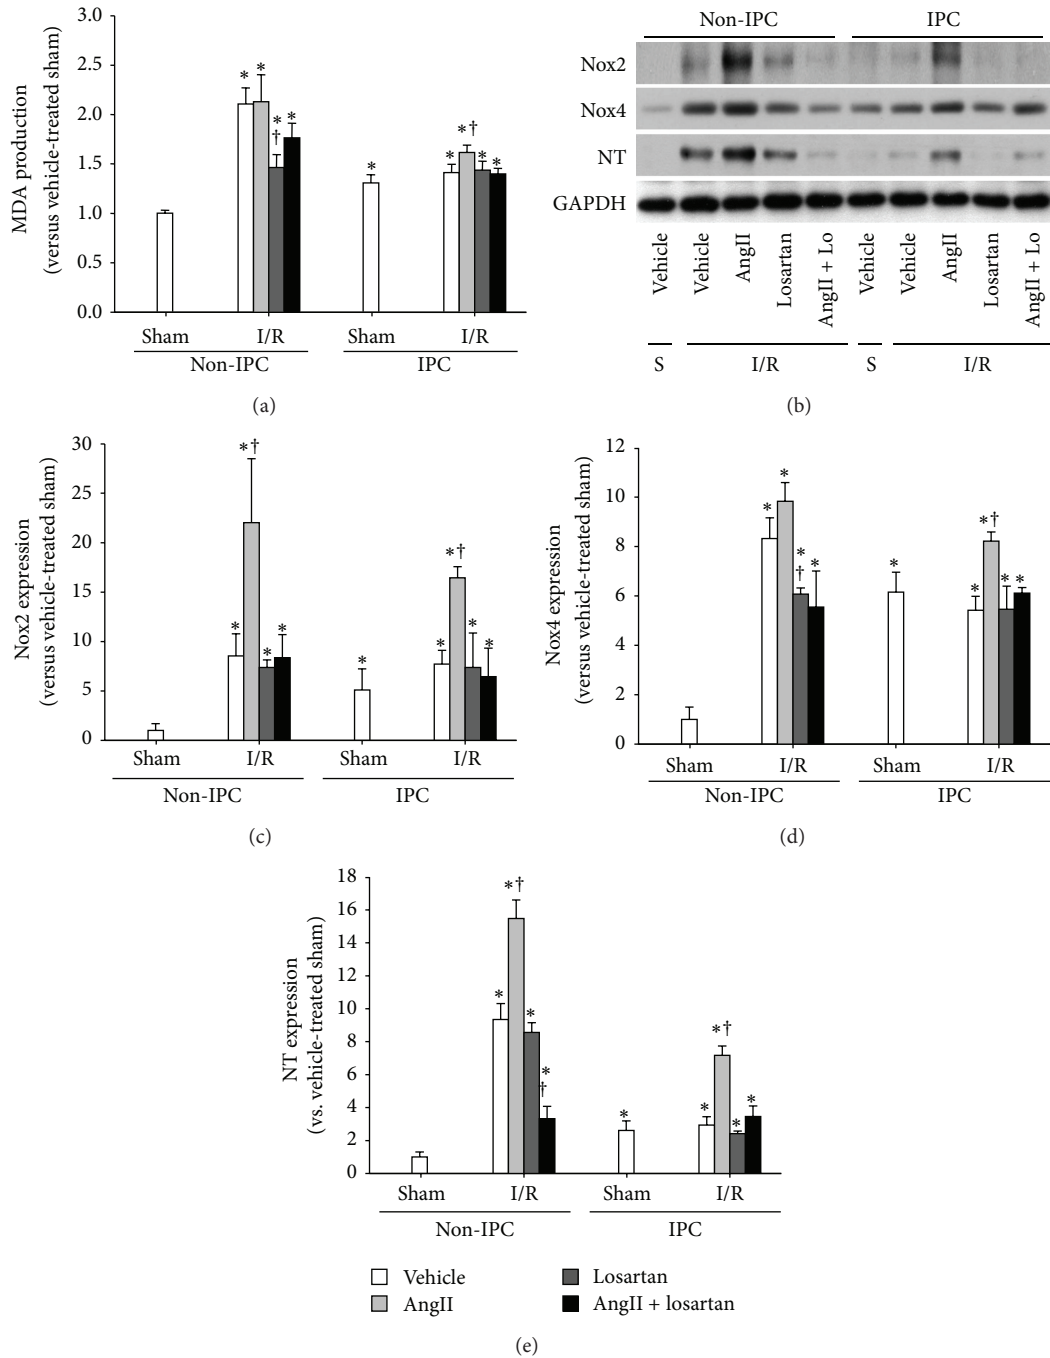 MDA production
(versus vehicle-treated sham)
3.0
2.5
2.0
1.5
1.0
0.5
0.0
* * * † * * * *† * *
Sham I/R Sham I/R
Non-IPC IPC
(a)
Non-IPC IPC
Nox2
Nox4
NT
GAPDH
Vehicle Vehicle AngII Losartan AngII + Lo Vehicle Vehicle AngII Losartan AngII + Lo
S I/R S I/R
(b)
Nox2 expression
(versus vehicle-treated sham)
30
25
20
15
10
5
0
* *† * * * * *† * *
Sham I/R Sham I/R
Non-IPC IPC
(c)
Nox4 expression
(versus vehicle-treated sham)
12
10
8
6
4
2
0
* * * † * * * *† * *
Sham I/R Sham I/R
Non-IPC IPC
(d)
NT expression
(vs. vehicle-treated sham)
18
16
14
12
10
8
6
4
2
0
* *† * * † * * *† * *
Sham I/R Sham I/R
Non-IPC IPC
Vehicle Losartan
AngII AngII + losartan
(e)